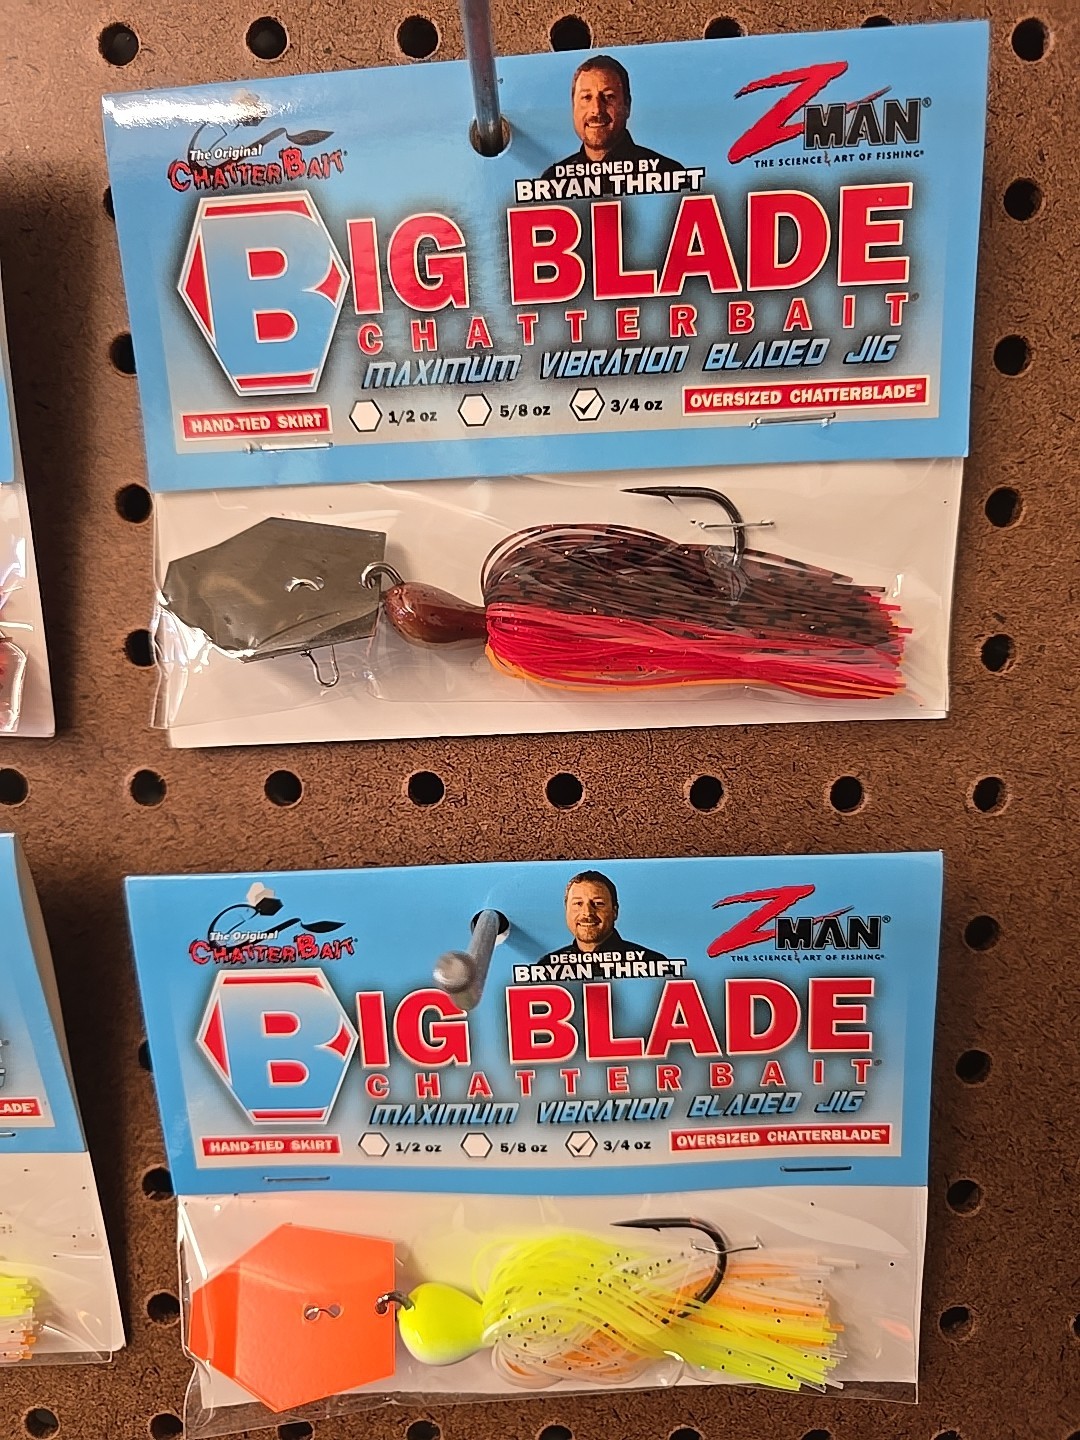 The Original
CHATTERBAIT®
DESIGNED BY
BRYAN THRIFT
ZMAN®
THE SCIENCE & ART OF FISHING®
BIG BLADE
CHATTERBAIT®
MAXIMUM VIBRATION BLADED JIG
HAND-TIED SKIRT 1/2 oz 5/8 oz 3/4 oz OVERSIZED CHATTERBLADE®
The Original
CHATTERBAIT®
DESIGNED BY
BRYAN THRIFT
ZMAN®
THE SCIENCE & ART OF FISHING®
BIG BLADE
CHATTERBAIT®
MAXIMUM VIBRATION BLADED JIG
LADE®
HAND-TIED SKIRT 1/2 oz 5/8 oz 3/4 oz OVERSIZED CHATTERBLADE®